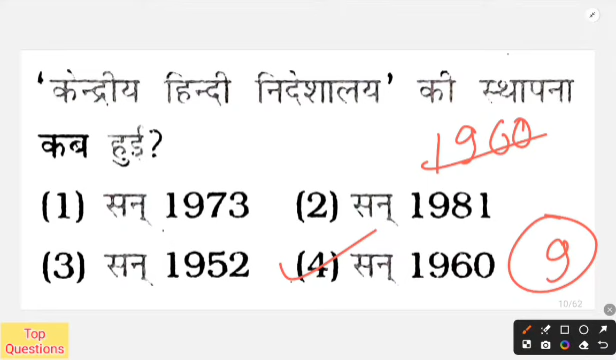 ‘केन्द्रीय हिन्दी निदेशालय’ की स्थापना
कब हुई?
1960
(1) सन् 1973 (2) सन् 1981
(3) सन् 1952 (4) सन् 1960
9
10/62
Top
Questions